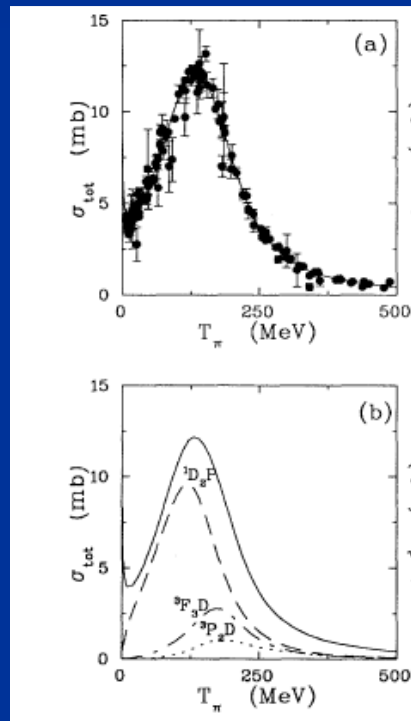 (a)
15
10
5
0
σtot (mb)
0 250 500
Tπ (MeV)
(b)
15
10
5
0
σtot (mb)
¹D₂P
³F₃D
³P₂D
0 250 500
Tπ (MeV)